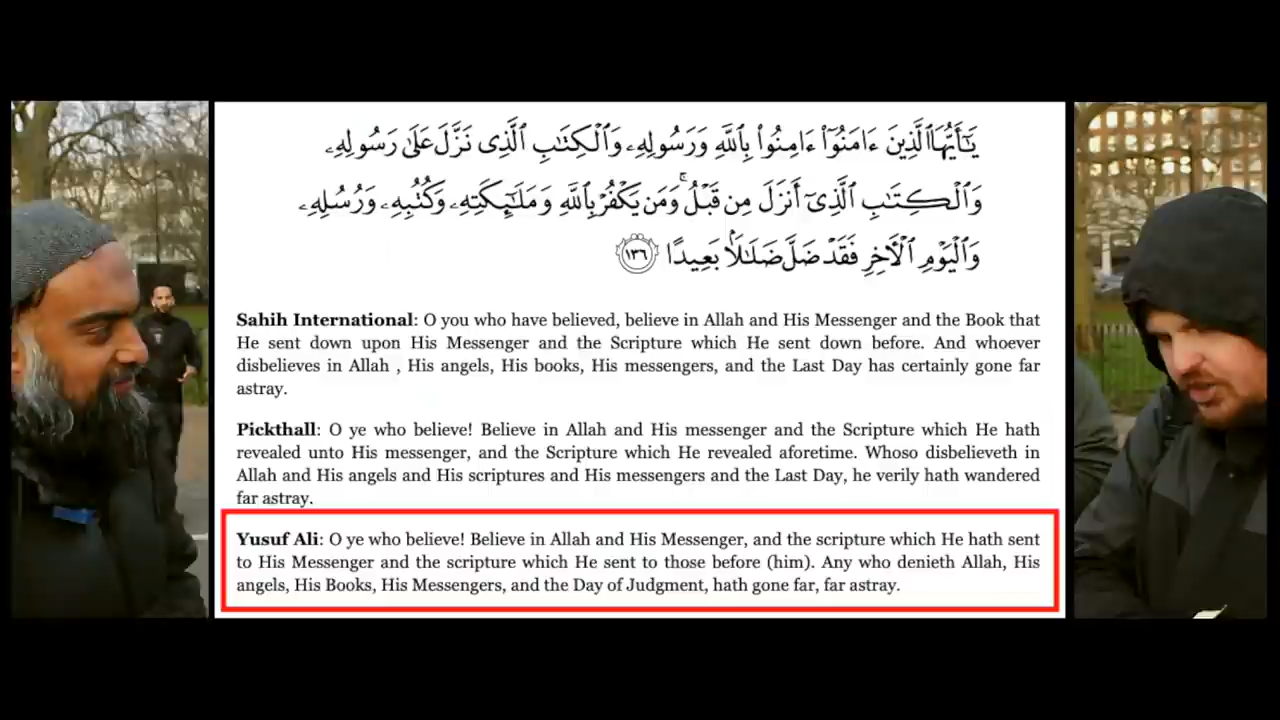 يَـٰٓأَيُّهَا ٱلَّذِينَ ءَامَنُوٓا۟ ءَامِنُوا۟ بِٱللَّهِ وَرَسُولِهِۦ وَٱلْكِتَـٰبِ ٱلَّذِى نَزَّلَ عَلَىٰ رَسُولِهِۦ
وَٱلْكِتَـٰبِ ٱلَّذِىٓ أَنزَلَ مِن قَبْلُ ۚ وَمَن يَكْفُرْ بِٱللَّهِ وَمَلَـٰٓئِكَتِهِۦ وَكُتُبِهِۦ وَرُسُلِهِۦ
وَٱلْيَوْمِ ٱلْـَٔاخِرِ فَقَدْ ضَلَّ ضَلَـٰلًۢا بَعِيدًا ١٣٦
Sahih International: O you who have believed, believe in Allah and His Messenger and the Book that
He sent down upon His Messenger and the Scripture which He sent down before. And whoever
disbelieves in Allah , His angels, His books, His messengers, and the Last Day has certainly gone far
astray.
Pickthall: O ye who believe! Believe in Allah and His messenger and the Scripture which He hath
revealed unto His messenger, and the Scripture which He revealed aforetime. Whoso disbelieveth in
Allah and His angels and His scriptures and His messengers and the Last Day, he verily hath wandered
far astray.
Yusuf Ali: O ye who believe! Believe in Allah and His Messenger, and the scripture which He hath sent
to His Messenger and the scripture which He sent to those before (him). Any who denieth Allah, His
angels, His Books, His Messengers, and the Day of Judgment, hath gone far, far astray.